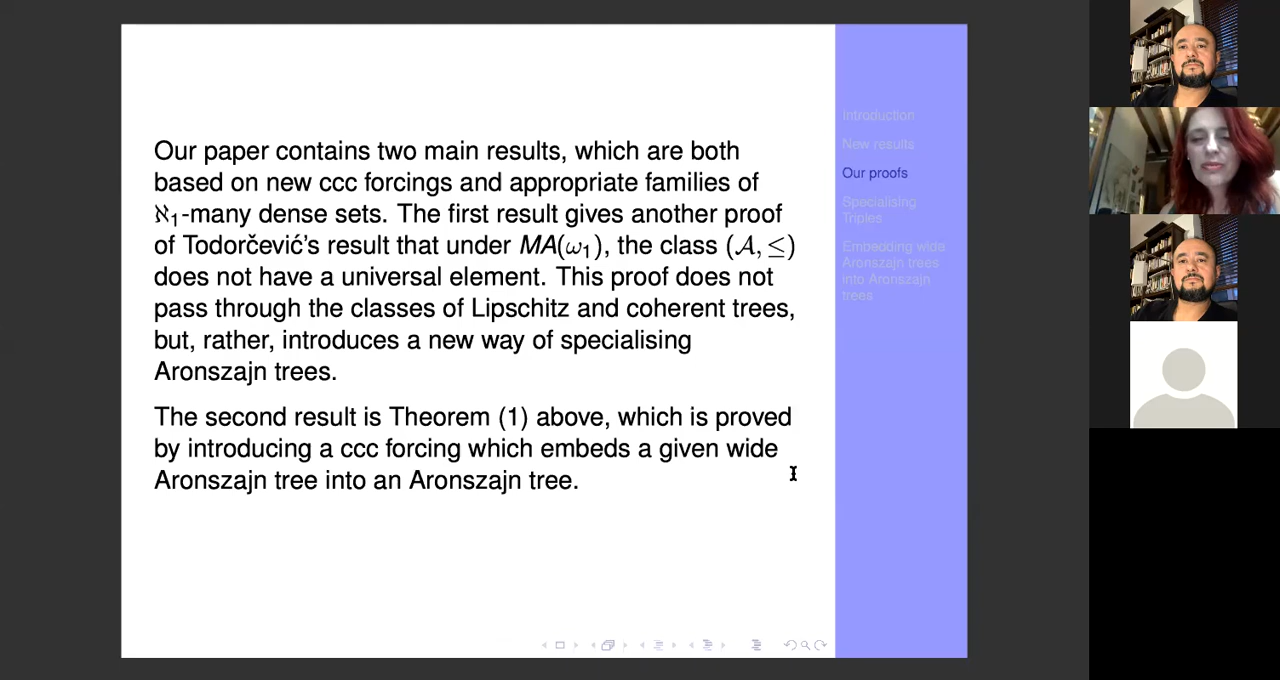 Our paper contains two main results, which are both
based on new ccc forcings and appropriate families of
ℵ₁-many dense sets. The first result gives another proof
of Todorčević's result that under MA(ω₁), the class (𝒜, ≤)
does not have a universal element. This proof does not
pass through the classes of Lipschitz and coherent trees,
but, rather, introduces a new way of specialising
Aronszajn trees.
The second result is Theorem (1) above, which is proved
by introducing a ccc forcing which embeds a given wide
Aronszajn tree into an Aronszajn tree.
Introduction
New results
Our proofs
Specialising
Triples
Embedding wide
Aronszajn trees
into Aronszajn
trees